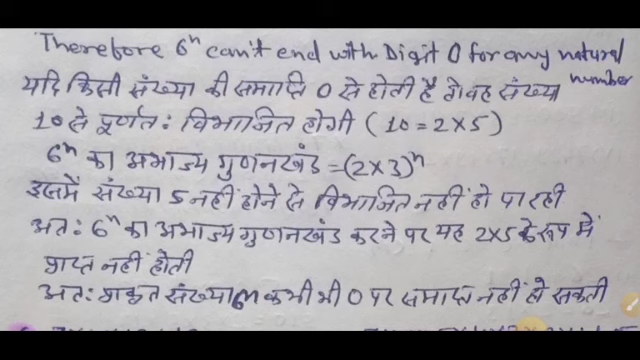 Therefore 6ⁿ can't end with Digit 0 for any natural
number
यदि किसी संख्या की समाप्ति 0 से होती है तो वह संख्या
10 से पूर्णतः विभाजित होगी (10 = 2×5)
6ⁿ का अभाज्य गुणनखंड = (2×3)ⁿ
इसमें संख्या 5 नहीं होने से विभाजित नहीं हो पा रही
अतः 6ⁿ का अभाज्य गुणनखंड करने पर यह 2×5 के रूप में
प्राप्त नहीं होती
अतः प्राकृत संख्या कभी भी 0 पर समाप्त नहीं हो सकती